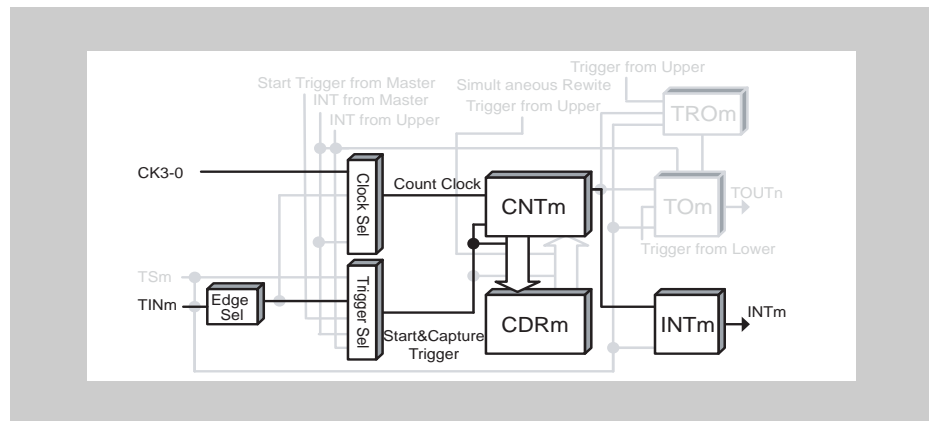 Trigger from Upper
Start Trigger from Master
Simult aneous Rewite
INT from Master
Trigger from Upper
INT from Upper
TROm
CK3-0
Clock Sel
Count Clock
CNTm
TOm
TOUTn
Trigger from Lower
TSm
TINm
Edge
Sel
Trigger Sel
Start&Capture
Trigger
CDRm
INTm
INTm